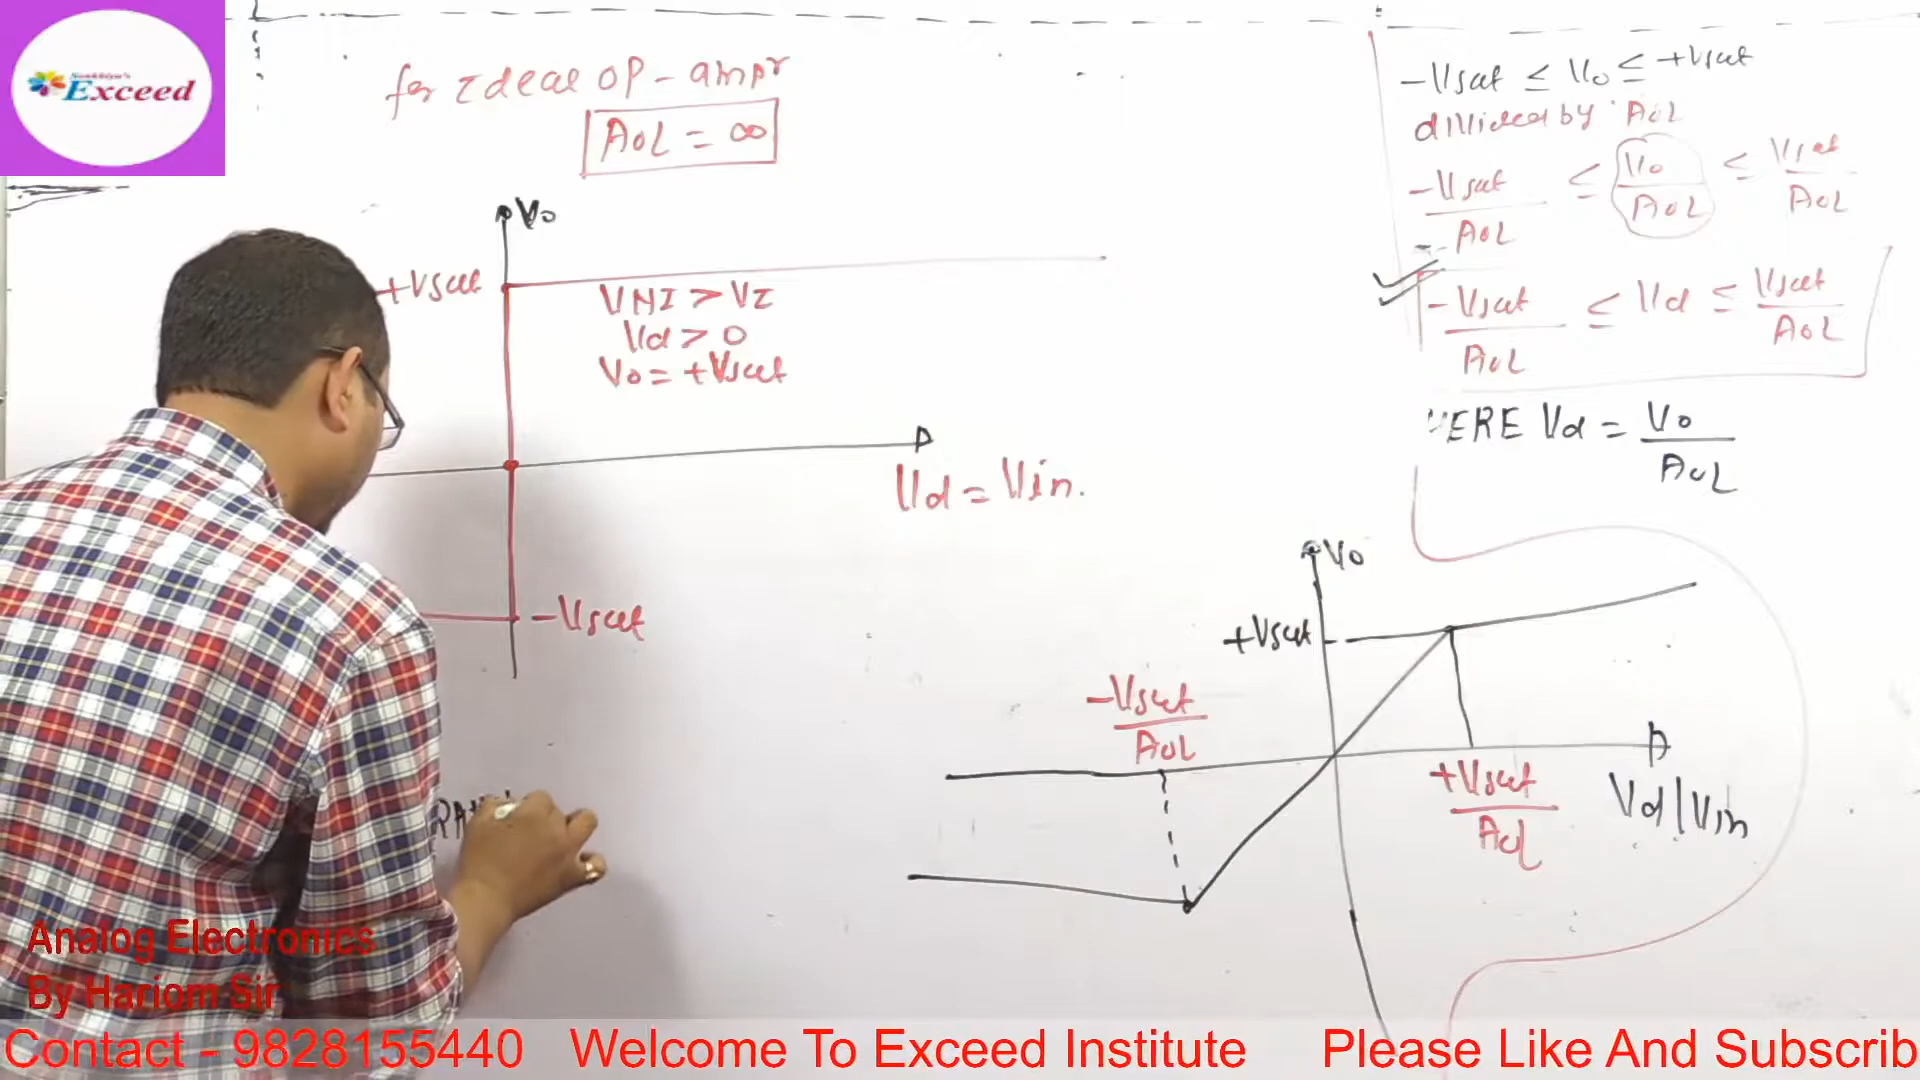 Exceed
for Ideal OP-ampr
AOL = ∞
Vo
+Vsat
VNI > VI
Vd > 0
Vo = +Vsat
Vd = Vin.
-Vsat
RA
-Vsat ≤ Vo ≤ +Vsat
divided by AOL
-Vsat/AOL ≤ Vo/AOL ≤ Vsat/AOL
-Vsat/AOL ≤ Vd ≤ Vsat/AOL
HERE Vd = Vo/AOL
Vo
+Vsat
-Vsat/AOL
+Vsat/AOL
Vd/Vin
Analog Electronics
By Hariom Sir
Contact - 9828155440 Welcome To Exceed Institute Please Like And Subscrib